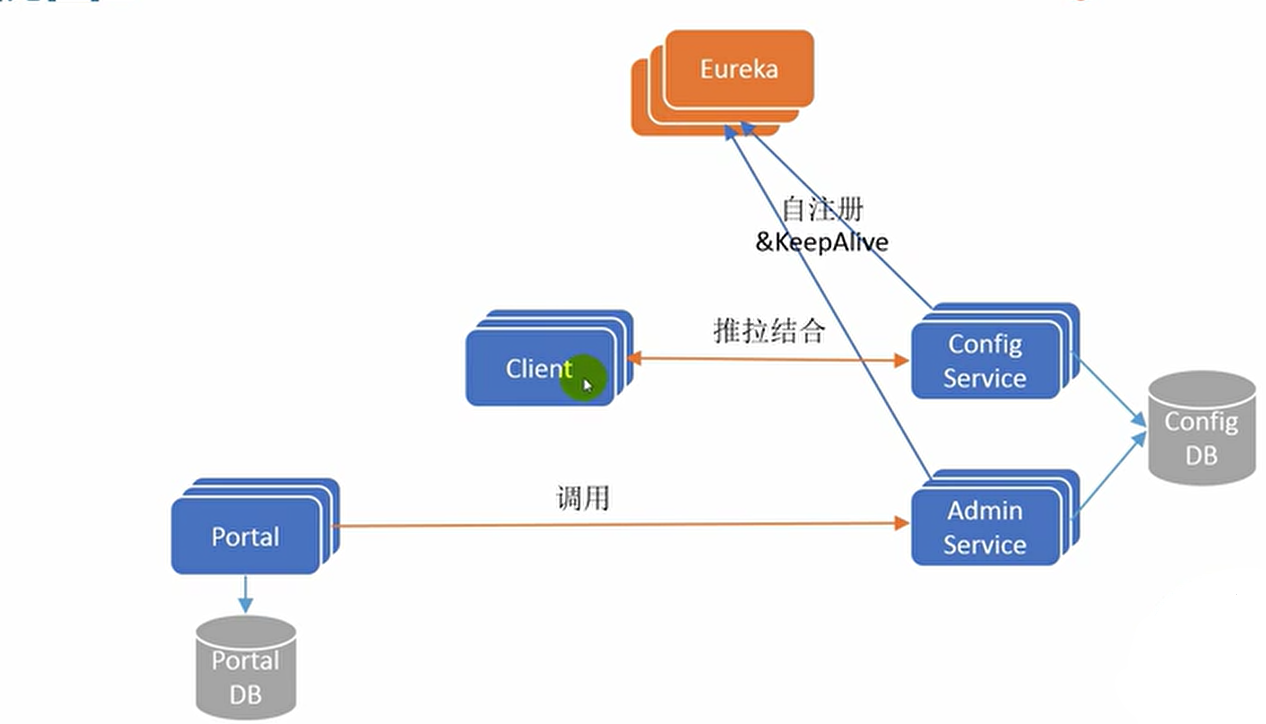 Eureka
自注册
&KeepAlive
推拉结合
Client
Config
Service
Config
DB
调用
Portal
Admin
Service
Portal
DB